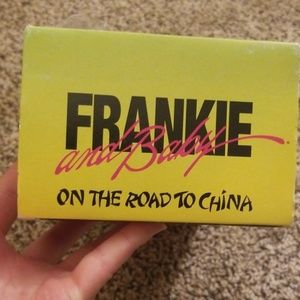 FRANKIE
and Baby
ON THE ROAD TO CHINA